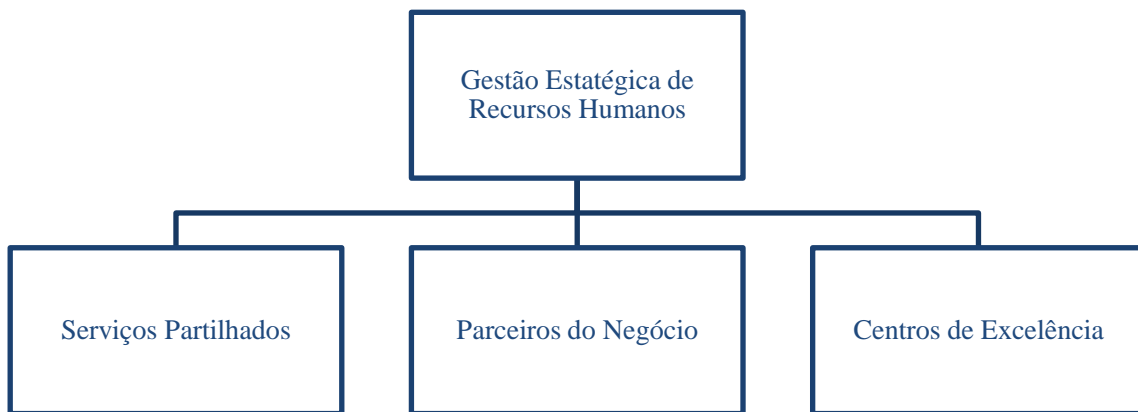 Gestão Estatégica de
Recursos Humanos
Serviços Partilhados
Parceiros do Negócio
Centros de Excelência